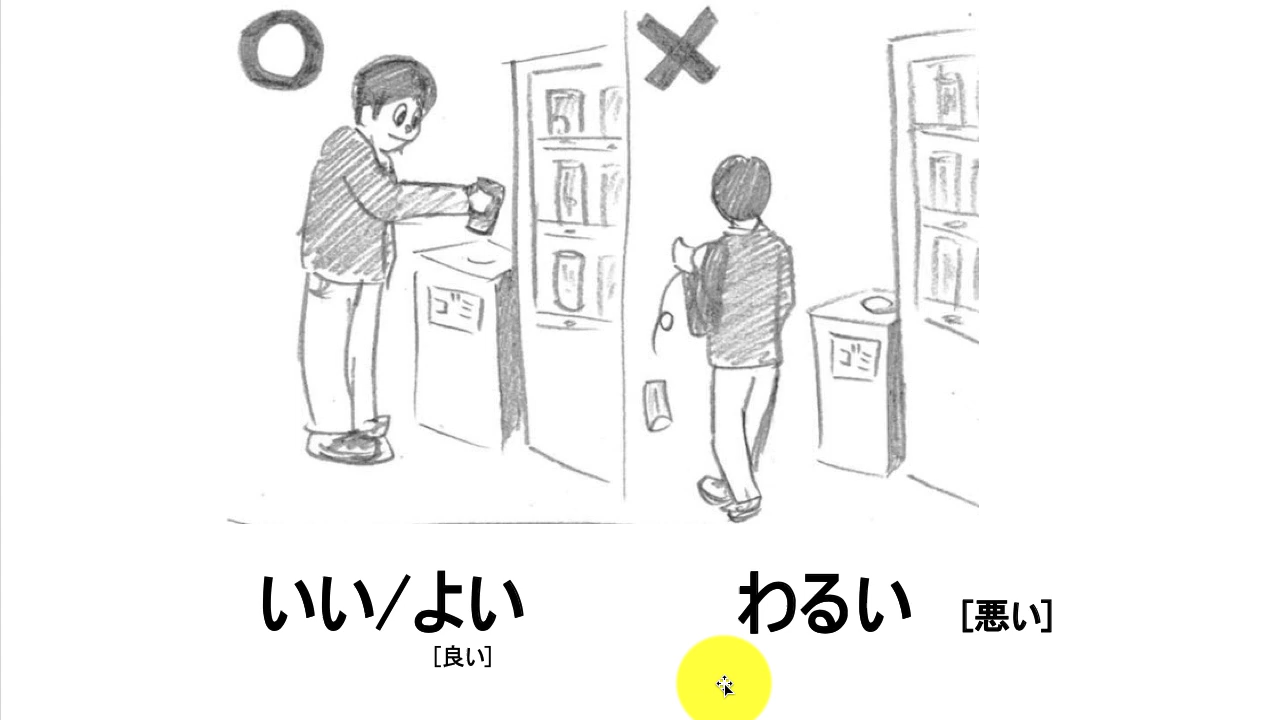 ゴミ
ゴミ
いい/よい
[良い]
わるい [悪い]